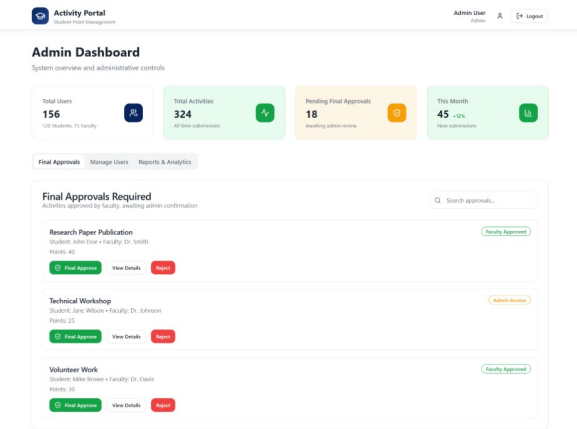 Activity Portal
Student Point Management
Admin User
Admin
Logout
Admin Dashboard
System overview and administrative controls
Total Users
156
120 Students, 15 Faculty
Total Activities
324
All time submissions
Pending Final Approvals
18
Awaiting admin review
This Month
45 +12%
New submissions
Final Approvals Manage Users Reports & Analytics
Final Approvals Required
Activities approved by faculty, awaiting admin confirmation
Search approvals...
Research Paper Publication
Faculty Approved
Student: John Doe • Faculty: Dr. Smith
Points: 40
Final Approve View Details Reject
Technical Workshop
Admin Review
Student: Jane Wilson • Faculty: Dr. Johnson
Points: 25
Final Approve View Details Reject
Volunteer Work
Faculty Approved
Student: Mike Brown • Faculty: Dr. Davis
Points: 30
Final Approve View Details Reject